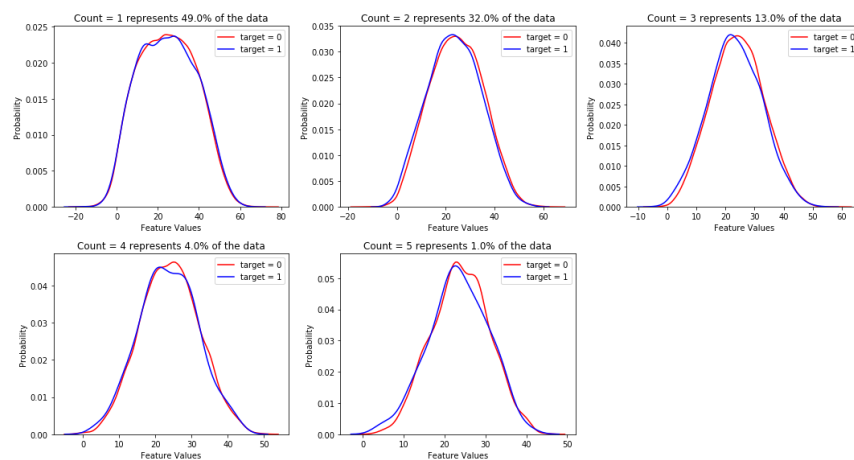 Count = 1 represents 49.0% of the data
Count = 2 represents 32.0% of the data
Count = 3 represents 13.0% of the data
0.025
0.020
0.015
0.010
0.005
0.000
Probability
target = 0
target = 1
−20 0 20 40 60 80
Feature Values
0.035
0.030
0.025
0.020
0.015
0.010
0.005
0.000
Probability
target = 0
target = 1
−20 0 20 40 60
Feature Values
0.040
0.035
0.030
0.025
0.020
0.015
0.010
0.005
0.000
Probability
target = 0
target = 1
−10 0 10 20 30 40 50 60
Feature Values
Count = 4 represents 4.0% of the data
Count = 5 represents 1.0% of the data
0.04
0.03
0.02
0.01
0.00
Probability
target = 0
target = 1
0 10 20 30 40 50
Feature Values
0.05
0.04
0.03
0.02
0.01
0.00
Probability
target = 0
target = 1
0 10 20 30 40 50
Feature Values